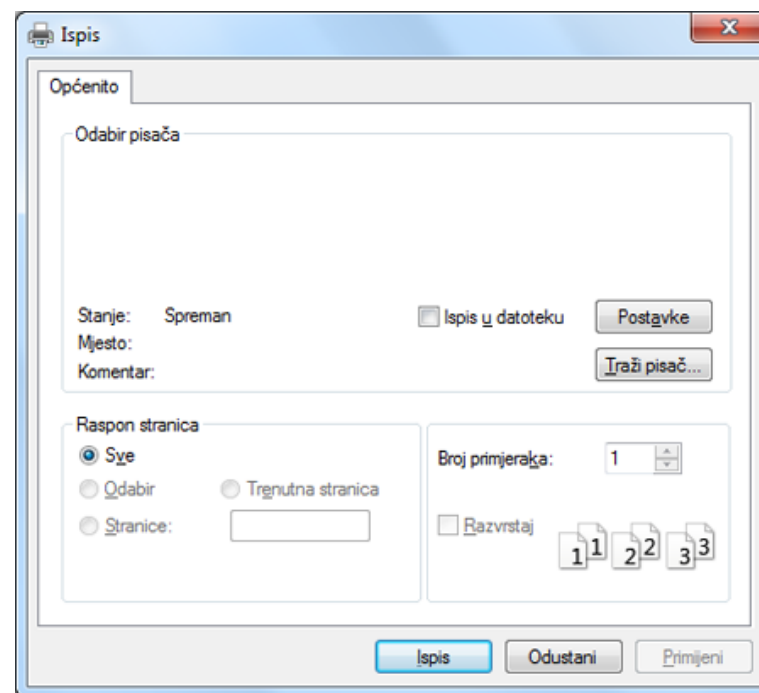 Ispis
Općenito
Odabir pisača
Stanje: Spreman
Ispis u datoteku
Postavke
Mjesto:
Komentar:
Traži pisač...
Raspon stranica
Sve
Odabir
Trenutna stranica
Stranice:
Broj primjeraka: 1
Razvrstaj
1 1 2 2 3 3
Ispis
Odustani
Primijeni